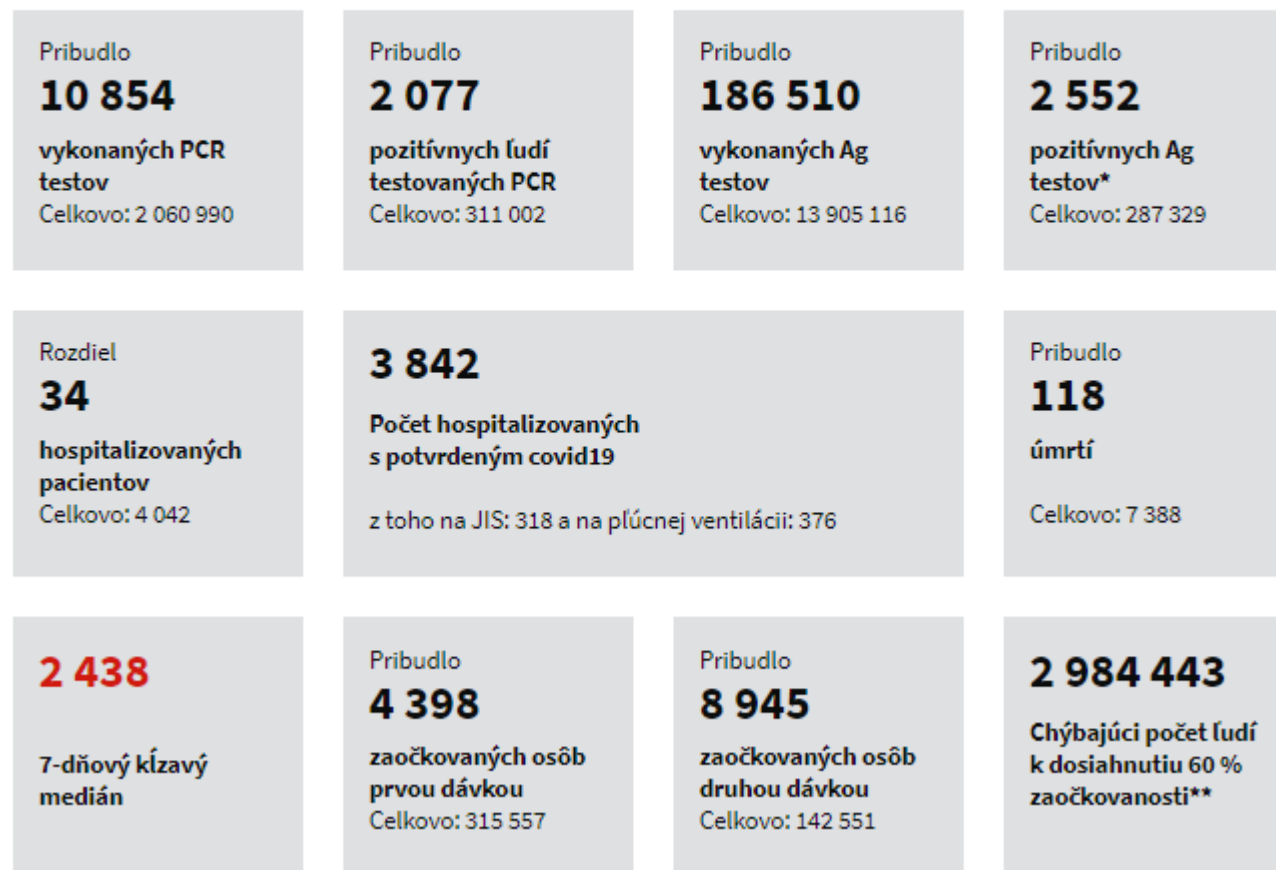 Pribudlo
10 854
vykonaných PCR
testov
Celkovo: 2 060 990
Pribudlo
2 077
pozitívnych ľudí
testovaných PCR
Celkovo: 311 002
Pribudlo
186 510
vykonaných Ag
testov
Celkovo: 13 905 116
Pribudlo
2 552
pozitívnych Ag
testov*
Celkovo: 287 329
Rozdiel
34
hospitalizovaných
pacientov
Celkovo: 4 042
3 842
Počet hospitalizovaných
s potvrdeným covid19
z toho na JIS: 318 a na pľúcnej ventilácii: 376
Pribudlo
118
úmrtí
Celkovo: 7 388
2 438
7-dňový kĺzavý
medián
Pribudlo
4 398
zaočkovaných osôb
prvou dávkou
Celkovo: 315 557
Pribudlo
8 945
zaočkovaných osôb
druhou dávkou
Celkovo: 142 551
2 984 443
Chýbajúci počet ľudí
k dosiahnutiu 60 %
zaočkovanosti**